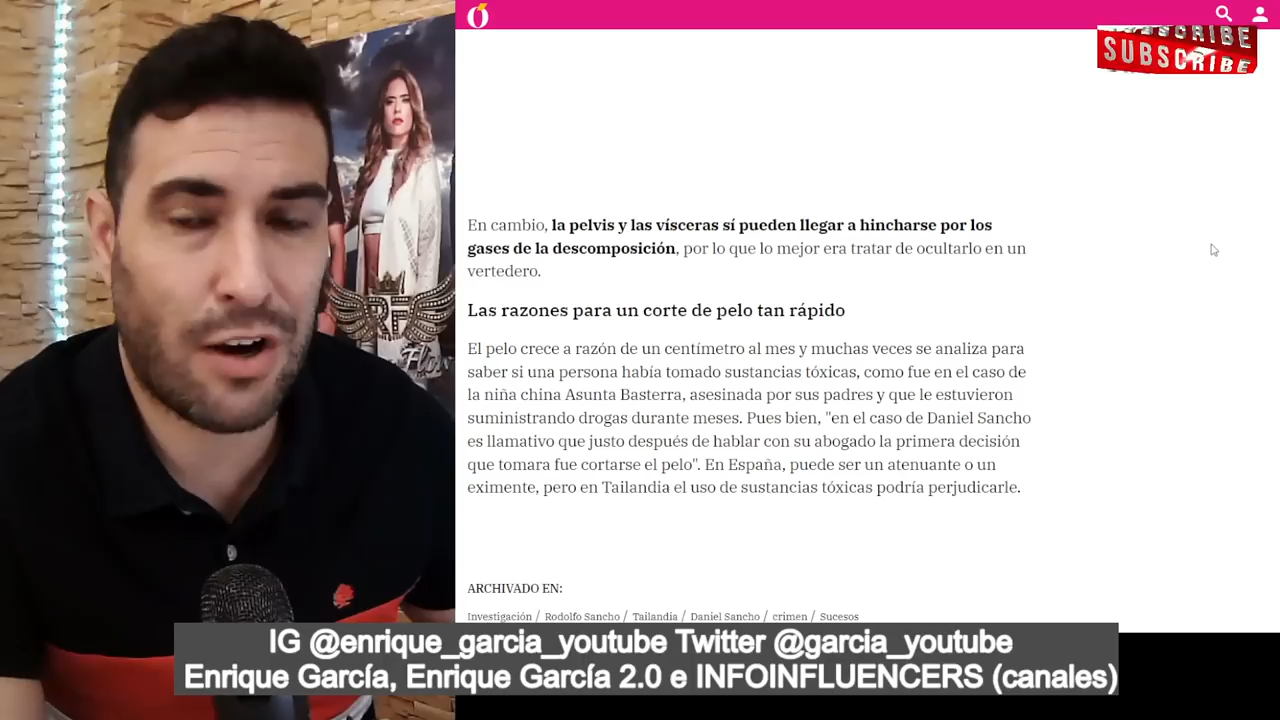 Ó
SUBSCRIBE
SUBSCRIBE
En cambio, la pelvis y las vísceras sí pueden llegar a hincharse por los
gases de la descomposición, por lo que lo mejor era tratar de ocultarlo en un
vertedero.
Las razones para un corte de pelo tan rápido
El pelo crece a razón de un centímetro al mes y muchas veces se analiza para
saber si una persona había tomado sustancias tóxicas, como fue en el caso de
la niña china Asunta Basterra, asesinada por sus padres y que le estuvieron
suministrando drogas durante meses. Pues bien, "en el caso de Daniel Sancho
es llamativo que justo después de hablar con su abogado la primera decisión
que tomara fue cortarse el pelo". En España, puede ser un atenuante o un
eximente, pero en Tailandia el uso de sustancias tóxicas podría perjudicarle.
ARCHIVADO EN:
Investigación / Rodolfo Sancho / Tailandia / Daniel Sancho / crimen / Sucesos
RF
Flow
IG @enrique_garcia_youtube Twitter @garcia_youtube
Enrique García, Enrique García 2.0 e INFOINFLUENCERS (canales)